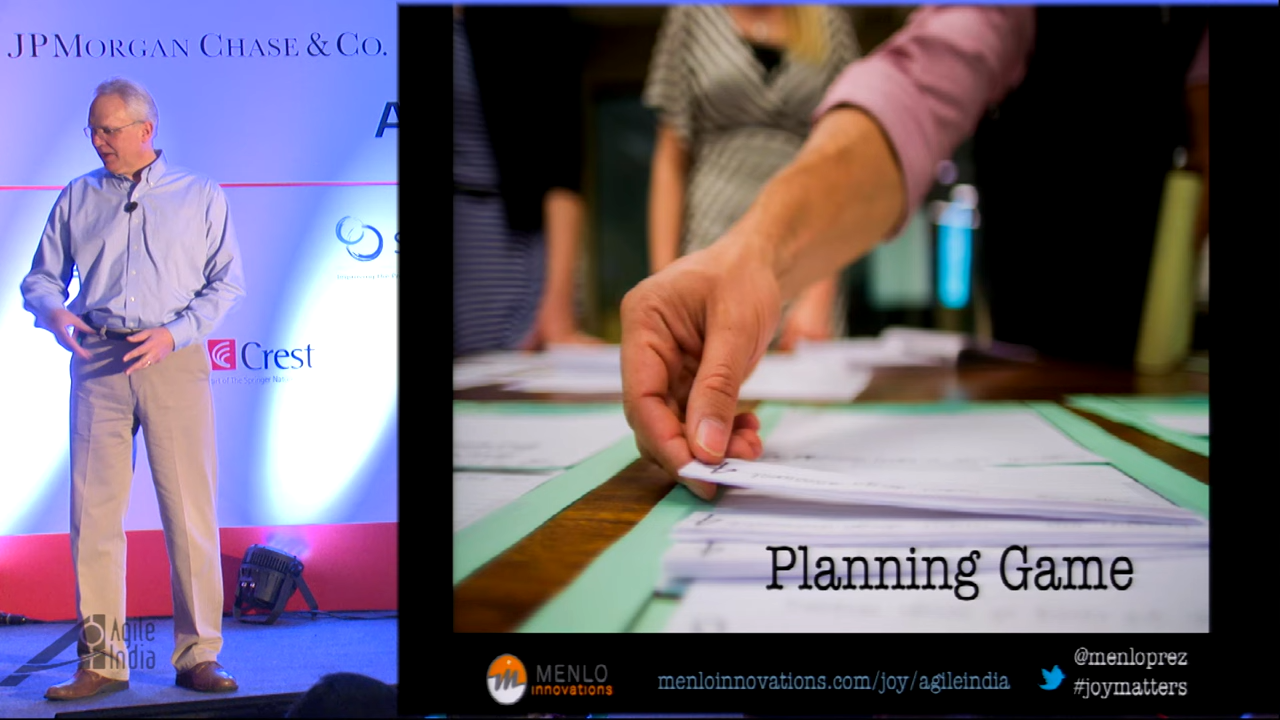 JPMORGAN CHASE & CO.
A
S
Crest
Agile
India
Planning Game
MENLO
innovations
menloinnovations.com/joy/agileindia
@menloprez
#joymatters